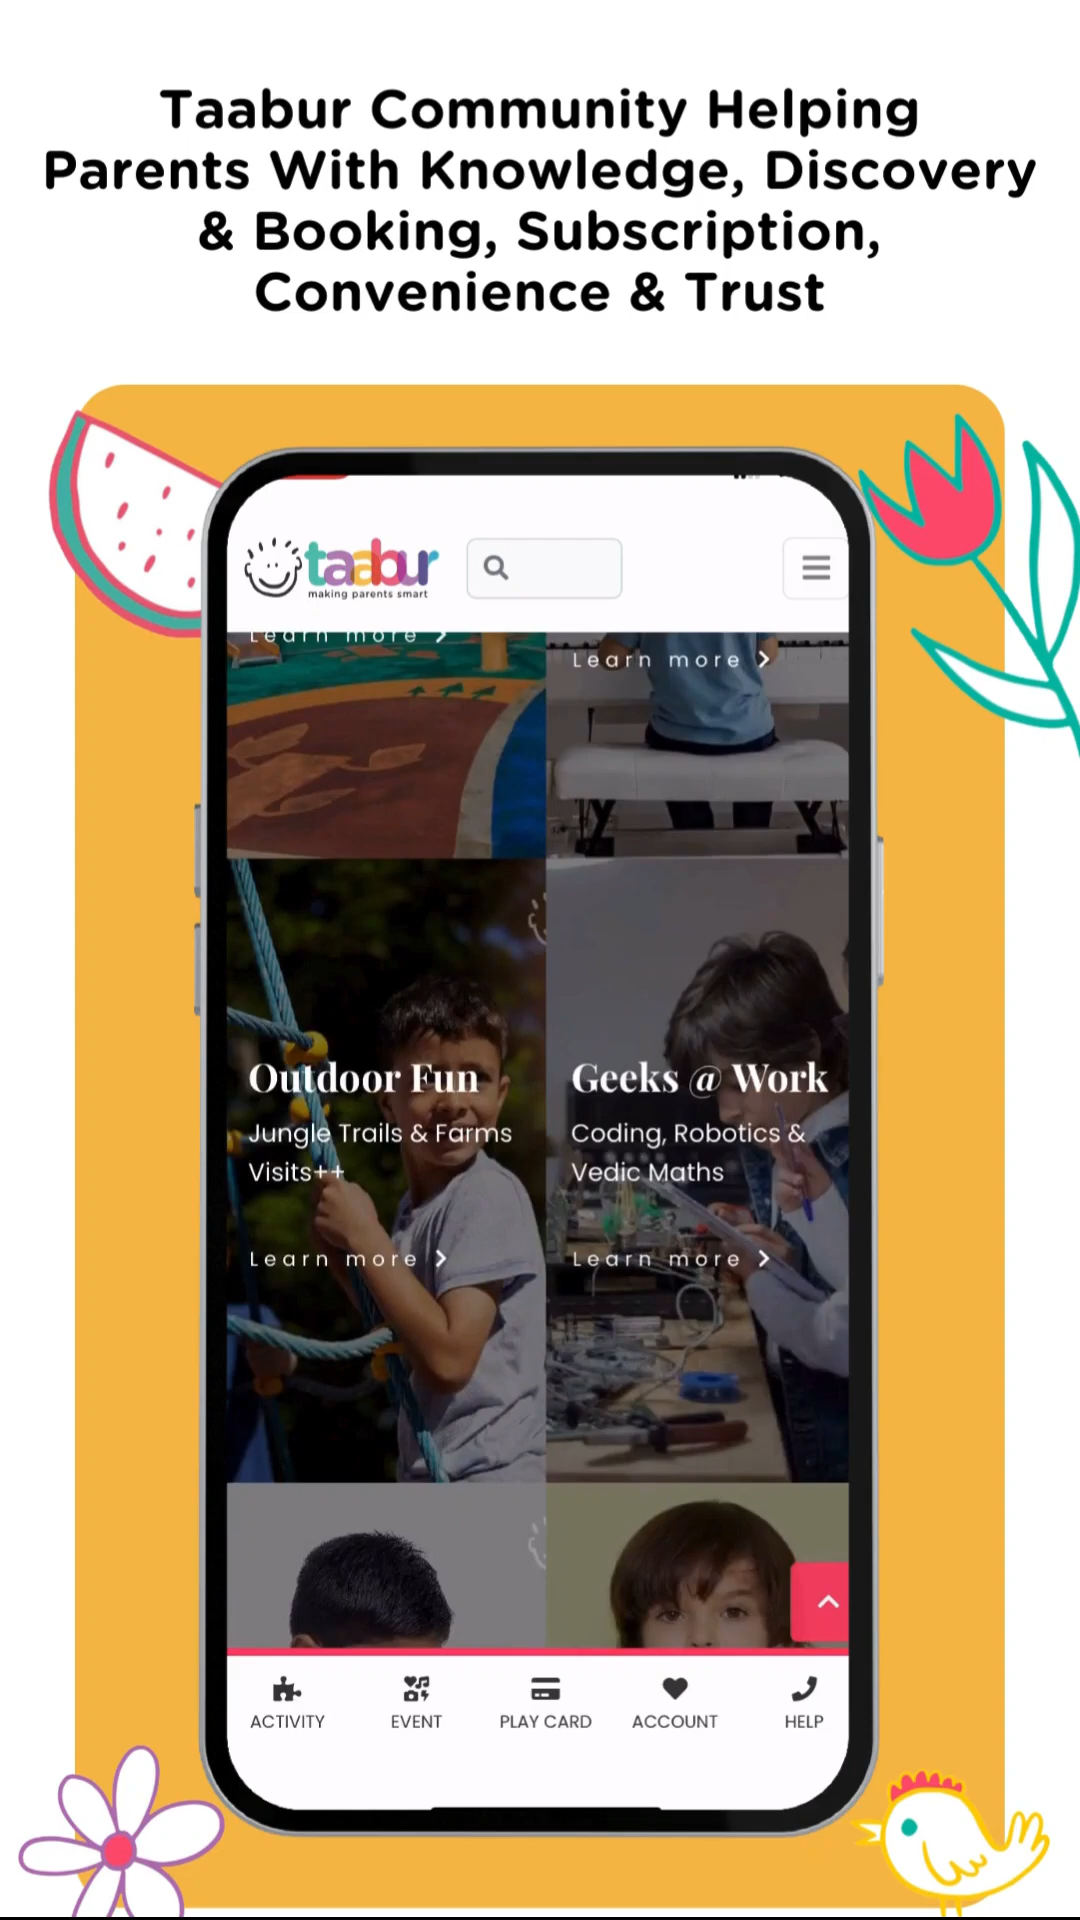 Taabur Community Helping
Parents With Knowledge, Discovery
& Booking, Subscription,
Convenience & Trust
taabur
making parents smart
Learn more
Learn more
Outdoor Fun
Jungle Trails & Farms
Visits++
Learn more
Geeks @ Work
Coding, Robotics &
Vedic Maths
Learn more
ACTIVITY
EVENT
PLAY CARD
ACCOUNT
HELP